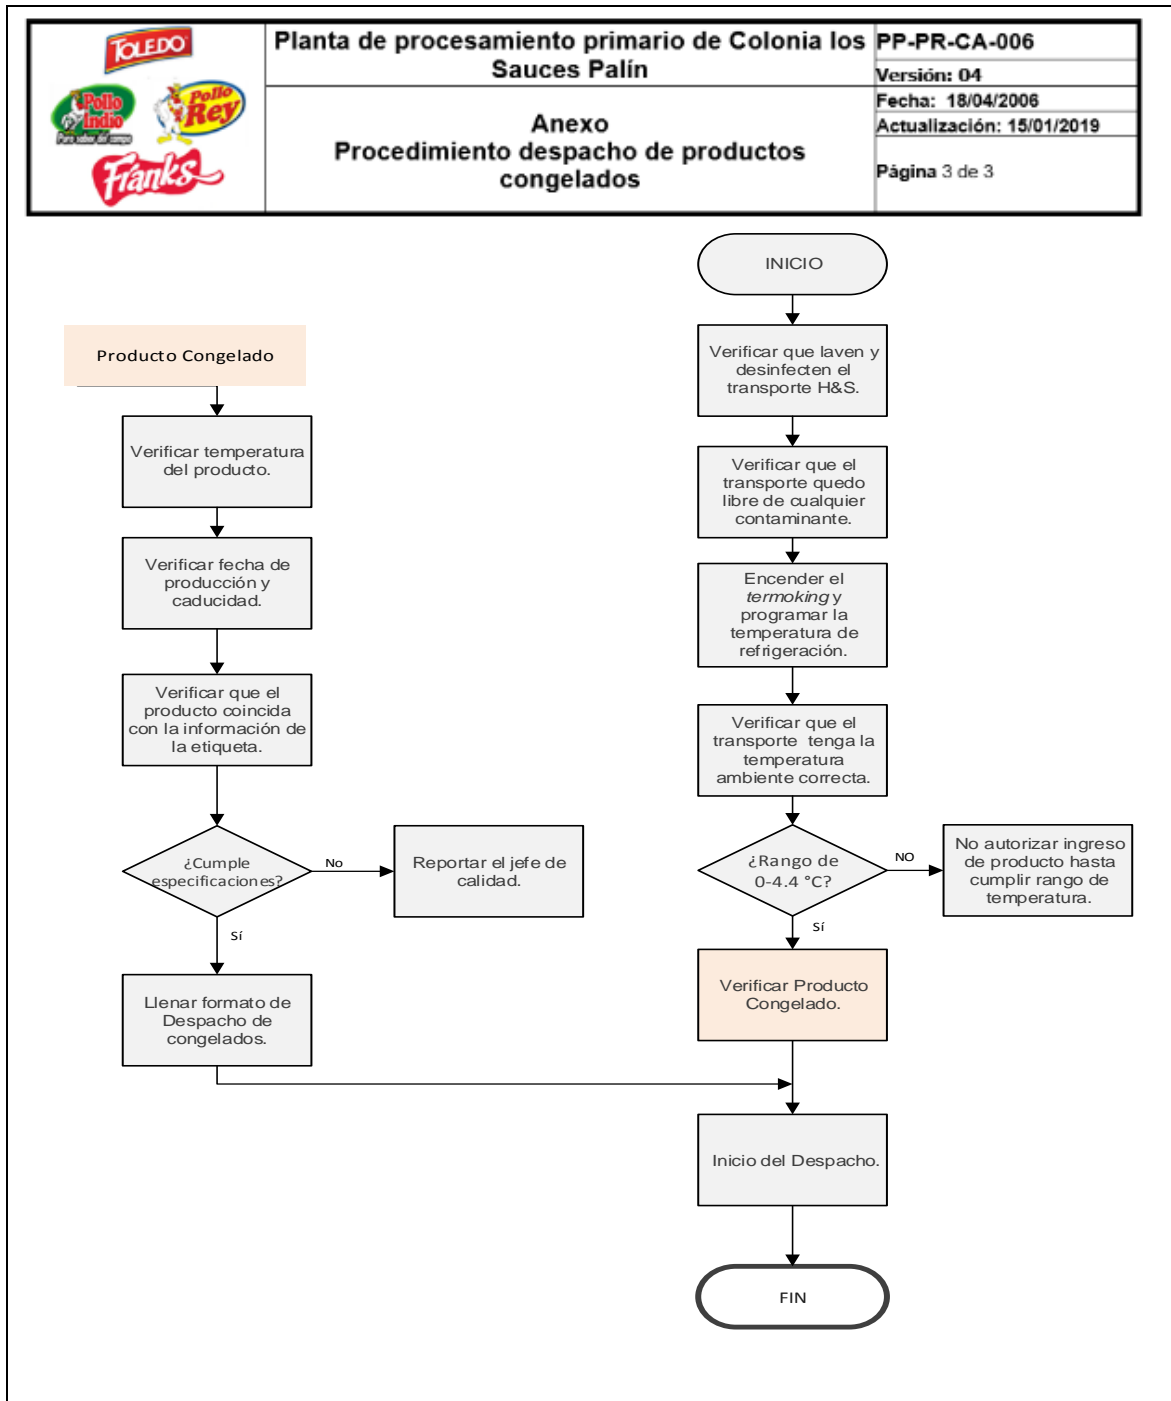 TOLEDO
Pollo
Indio
Para sabor del campo
Pollo
Rey
Franks
Planta de procesamiento primario de Colonia los
Sauces Palín
Anexo
Procedimiento despacho de productos
congelados
PP-PR-CA-006
Versión: 04
Fecha: 18/04/2006
Actualización: 15/01/2019
Página 3 de 3
Producto Congelado
Verificar temperatura
del producto.
Verificar fecha de
producción y
caducidad.
Verificar que el
producto coincida
con la información de
la etiqueta.
¿Cumple
especificaciones?
No
Reportar el jefe de
calidad.
Sí
Llenar formato de
Despacho de
congelados.
INICIO
Verificar que laven y
desinfecten el
transporte H&S.
Verificar que el
transporte quedo
libre de cualquier
contaminante.
Encender el
termoking y
programar la
temperatura de
refrigeración.
Verificar que el
transporte tenga la
temperatura
ambiente correcta.
¿Rango de
0-4.4 °C?
NO
No autorizar ingreso
de producto hasta
cumplir rango de
temperatura.
Sí
Verificar Producto
Congelado.
Inicio del Despacho.
FIN